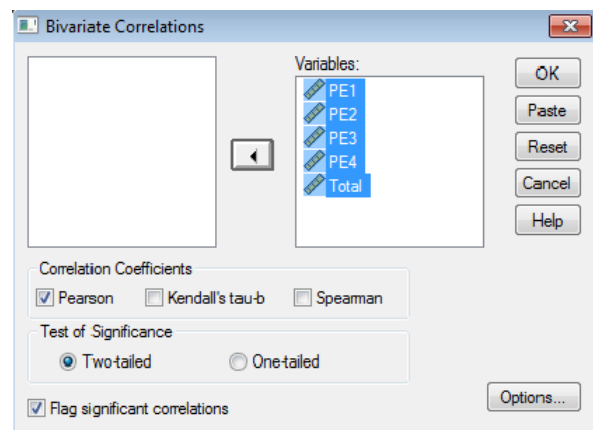 Bivariate Correlations
Variables:
PE1
PE2
PE3
PE4
Total
OK
Paste
Reset
Cancel
Help
Correlation Coefficients
Pearson Kendall's tau-b Spearman
Test of Significance
Two-tailed One-tailed
Flag significant correlations
Options...